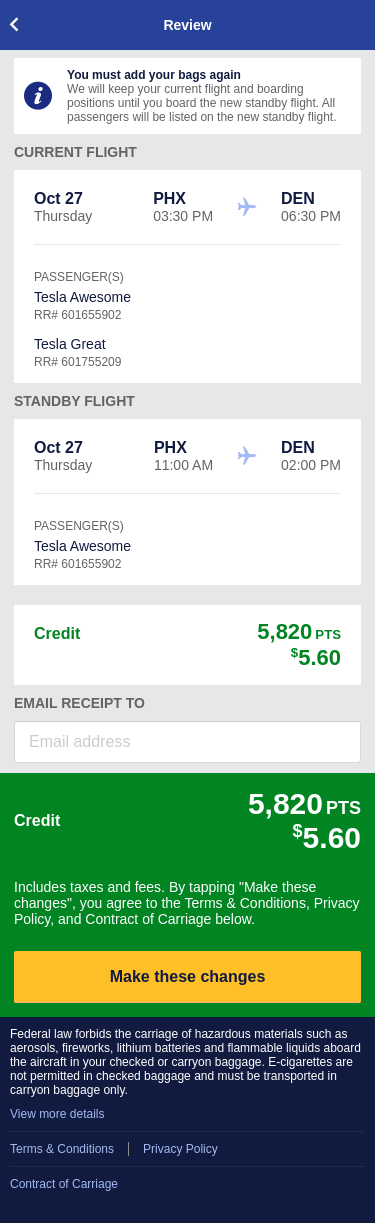 Review
You must add your bags again
We will keep your current flight and boarding
positions until you board the new standby flight. All
passengers will be listed on the new standby flight.
CURRENT FLIGHT
Oct 27 PHX DEN
Thursday 03:30 PM 06:30 PM
PASSENGER(S)
Tesla Awesome
RR# 601655902
Tesla Great
RR# 601755209
STANDBY FLIGHT
Oct 27 PHX DEN
Thursday 11:00 AM 02:00 PM
PASSENGER(S)
Tesla Awesome
RR# 601655902
Credit 5,820 PTS
$5.60
EMAIL RECEIPT TO
Email address
5,820 PTS
Credit
$5.60
Includes taxes and fees. By tapping "Make these
changes", you agree to the Terms & Conditions, Privacy
Policy, and Contract of Carriage below.
Make these changes
Federal law forbids the carriage of hazardous materials such as
aerosols, fireworks, lithium batteries and flammable liquids aboard
the aircraft in your checked or carryon baggage. E-cigarettes are
not permitted in checked baggage and must be transported in
carryon baggage only.
View more details
Terms & Conditions Privacy Policy
Contract of Carriage